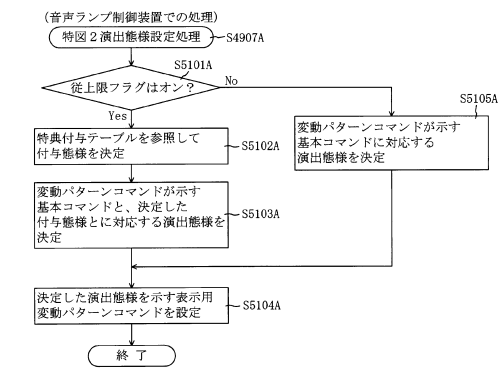 (音声ランプ制御装置での処理)
特図2演出態様設定処理
S4907A
S5101A
従上限フラグはオン?
No
Yes
S5105A
特典付与テーブルを参照して
付与態様を決定
S5102A
変動パターンコマンドが示す
基本コマンドに対応する
演出態様を決定
変動パターンコマンドが示す
基本コマンドと、決定した
付与態様とに対応する演出態様を
決定
S5103A
決定した演出態様を示す表示用
変動パターンコマンドを設定
S5104A
終了